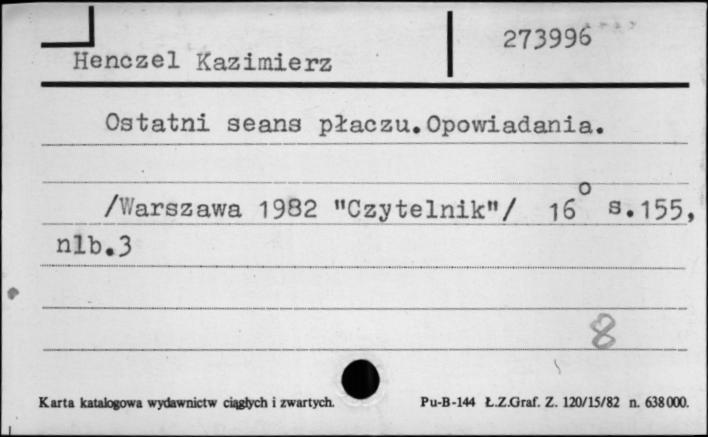 273996
Henczel Kazimierz
Ostatni seans płaczu.Opowiadania.
/Warszawa 1982 "Czytelnik"/ 16° s.155,
nlb.3
8
Karta katalogowa wydawnictw ciągłych i zwartych. Pu-B-144 Ł.Z.Graf. Z. 120/15/82 n. 638000.